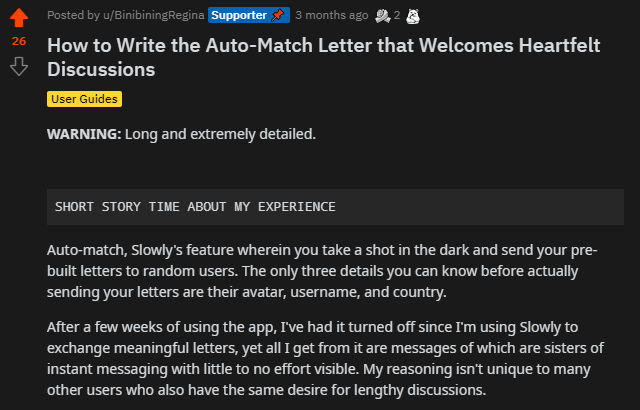 Posted by u/BinibiningRegina Supporter 3 months ago 2
26
How to Write the Auto-Match Letter that Welcomes Heartfelt
Discussions
User Guides
WARNING: Long and extremely detailed.
SHORT STORY TIME ABOUT MY EXPERIENCE
Auto-match, Slowly's feature wherein you take a shot in the dark and send your pre-
built letters to random users. The only three details you can know before actually
sending your letters are their avatar, username, and country.
After a few weeks of using the app, I've had it turned off since I'm using Slowly to
exchange meaningful letters, yet all I get from it are messages of which are sisters of
instant messaging with little to no effort visible. My reasoning isn't unique to many
other users who also have the same desire for lengthy discussions.